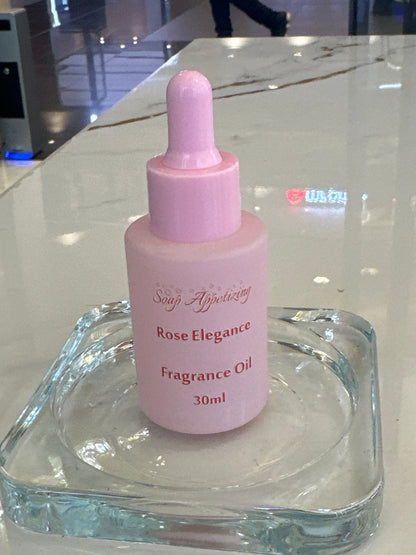 Soap Appetizing
Rose Elegance
Fragrance Oil
30ml